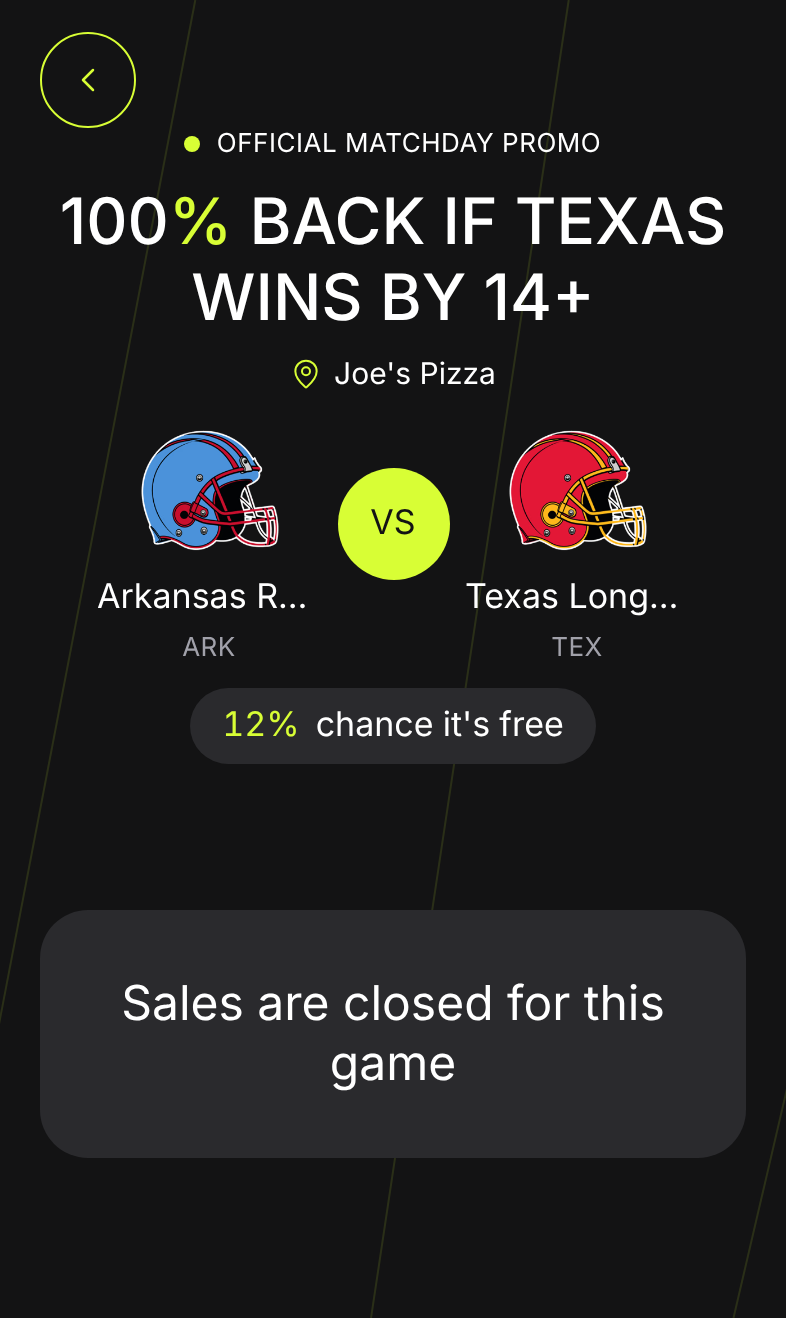 OFFICIAL MATCHDAY PROMO
100% BACK IF TEXAS
WINS BY 14+
Joe's Pizza
VS
Arkansas R...
Texas Long...
ARK
TEX
12% chance it's free
Sales are closed for this
game